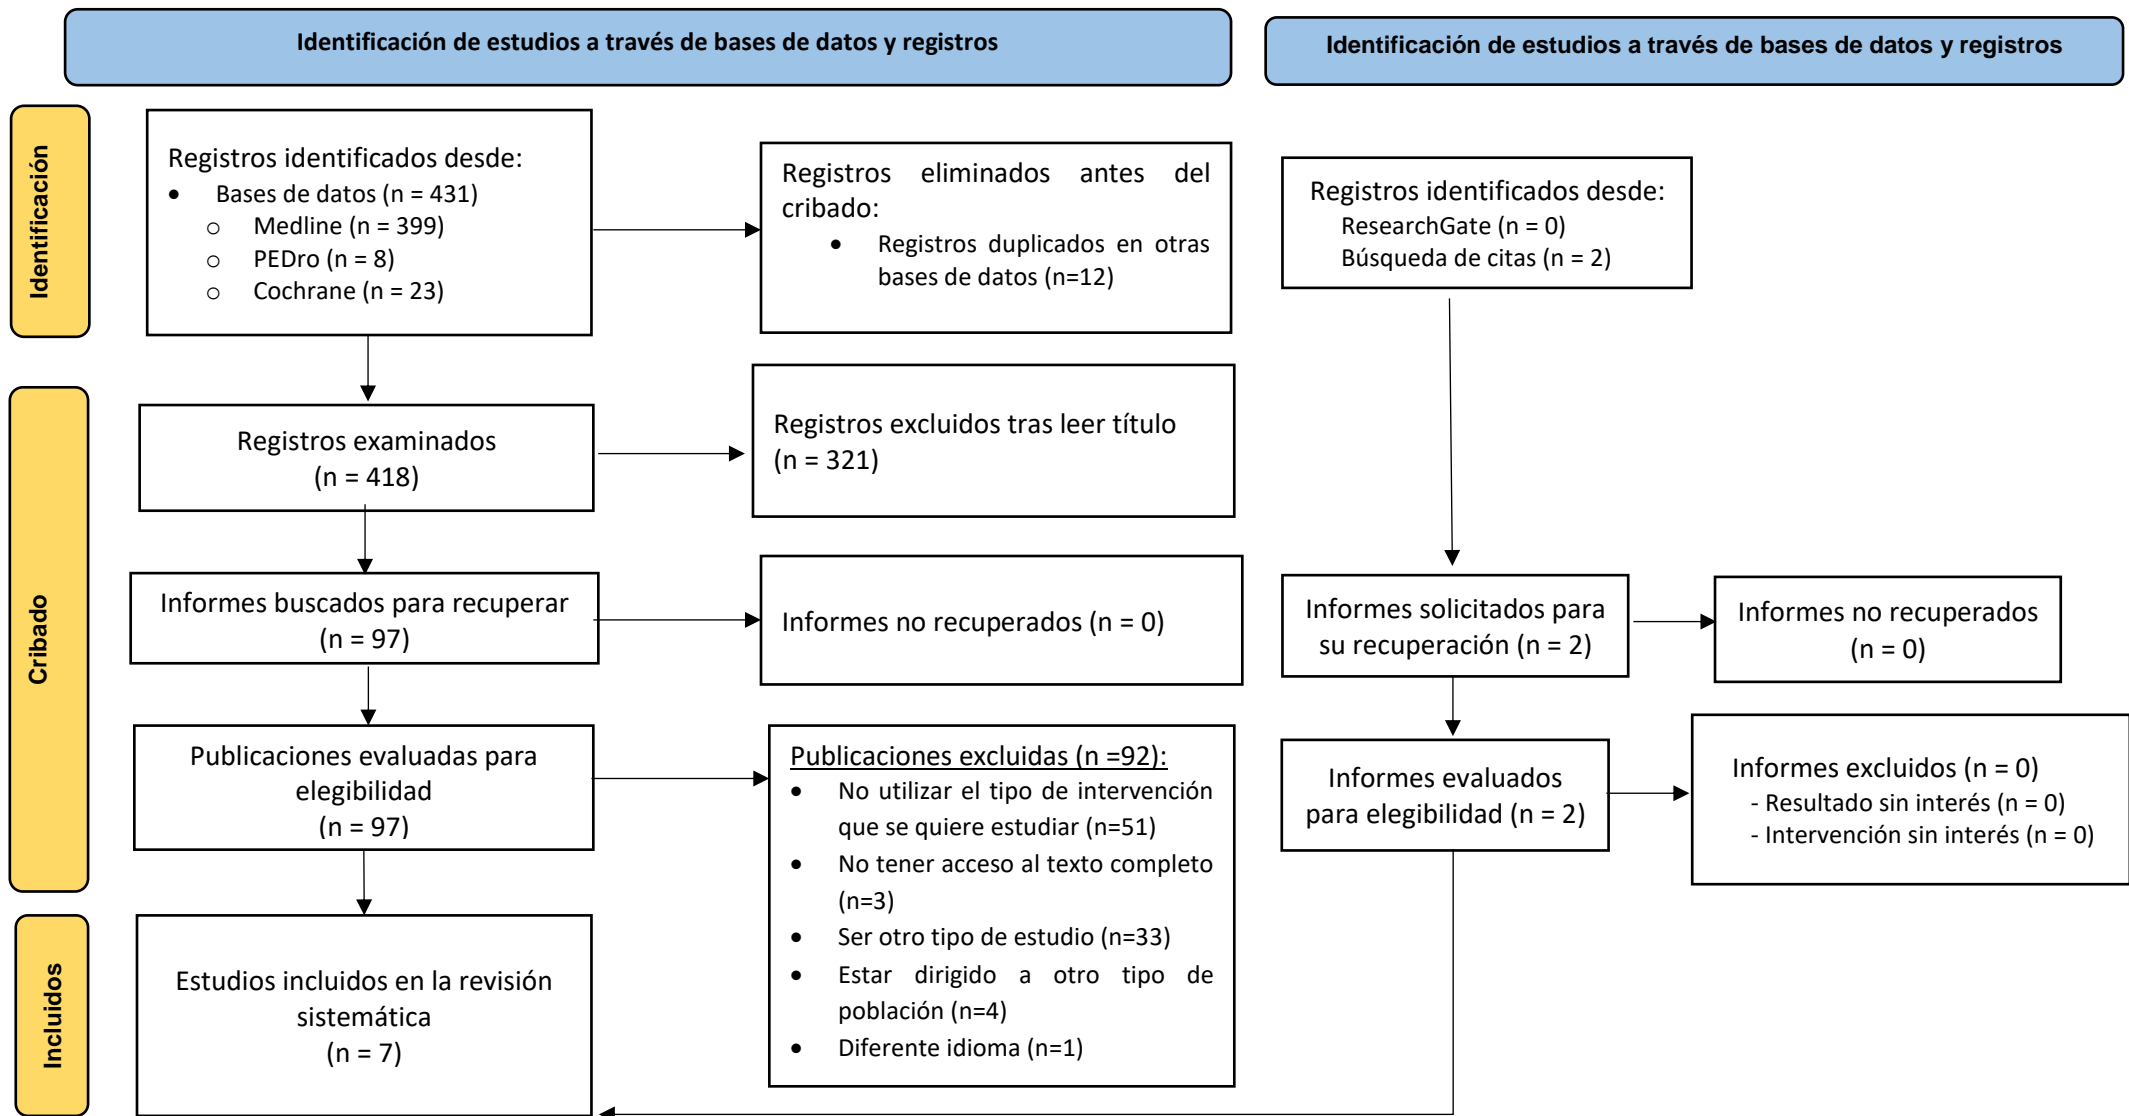 Identificación de estudios a través de bases de datos y registros
Identificación de estudios a través de bases de datos y registros
Identificación
Registros identificados desde:
• Bases de datos (n = 431)
o Medline (n = 399)
o PEDro (n = 8)
o Cochrane (n = 23)
Registros eliminados antes del
cribado:
• Registros duplicados en otras
bases de datos (n=12)
Registros identificados desde:
ResearchGate (n = 0)
Búsqueda de citas (n = 2)
Cribado
Registros examinados
(n = 418)
Registros excluidos tras leer título
(n = 321)
Informes buscados para recuperar
(n = 97)
Informes no recuperados (n = 0)
Informes solicitados para
su recuperación (n = 2)
Informes no recuperados
(n = 0)
Publicaciones evaluadas para
elegibilidad
(n = 97)
Publicaciones excluidas (n =92):
• No utilizar el tipo de intervención
que se quiere estudiar (n=51)
• No tener acceso al texto completo
(n=3)
• Ser otro tipo de estudio (n=33)
• Estar dirigido a otro tipo de
población (n=4)
• Diferente idioma (n=1)
Informes evaluados
para elegibilidad (n = 2)
Informes excluidos (n = 0)
- Resultado sin interés (n = 0)
- Intervención sin interés (n = 0)
Incluidos
Estudios incluidos en la revisión
sistemática
(n = 7)